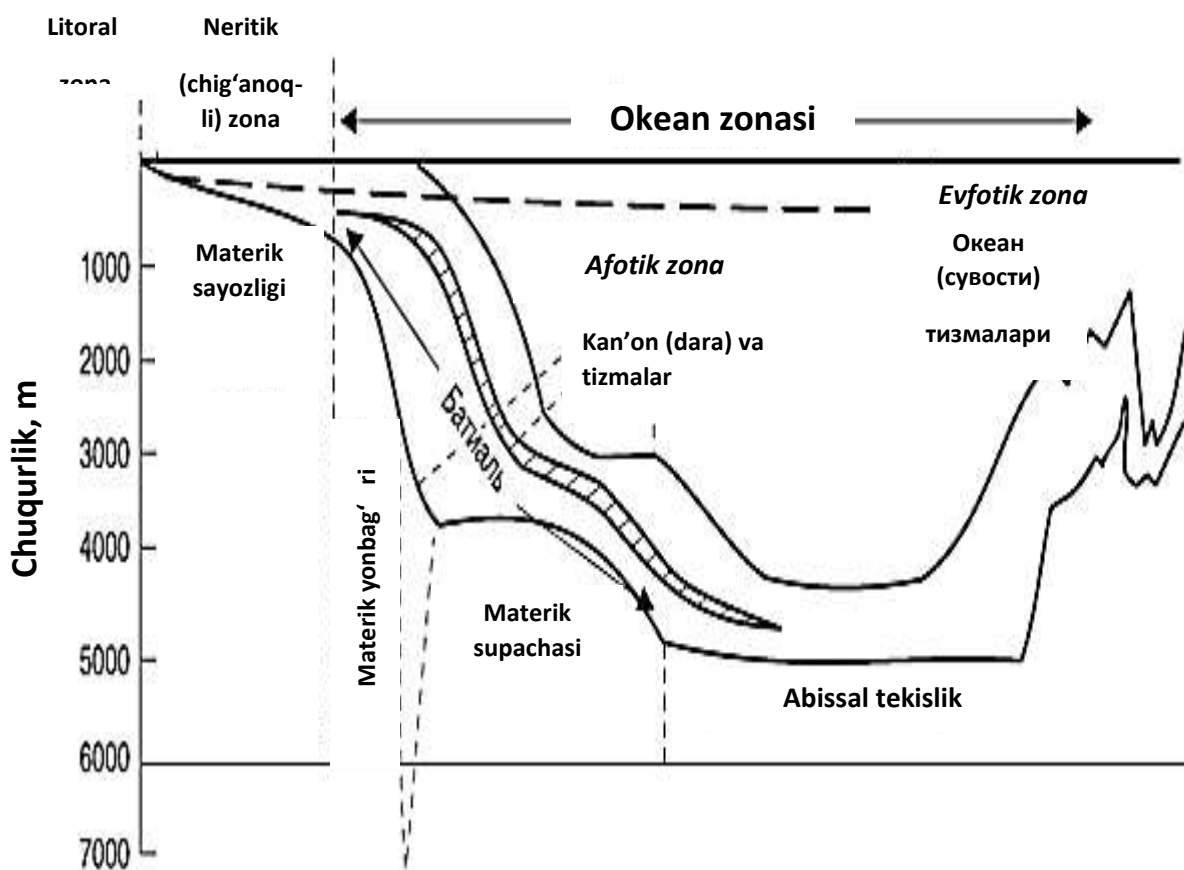 Litoral
zona
Neritik
(chig‘anoq-
li) zona
Okean zonasi
Evfotik zona
Afotik zona
Океан
(сувости)
тизмалари
Materik
sayozligi
Kan’on (dara) va
tizmalar
Батиаль
Materik yonbag‘ ri
Materik
supachasi
Abissal tekislik
Chuqurlik, m
1000
2000
3000
4000
5000
6000
7000